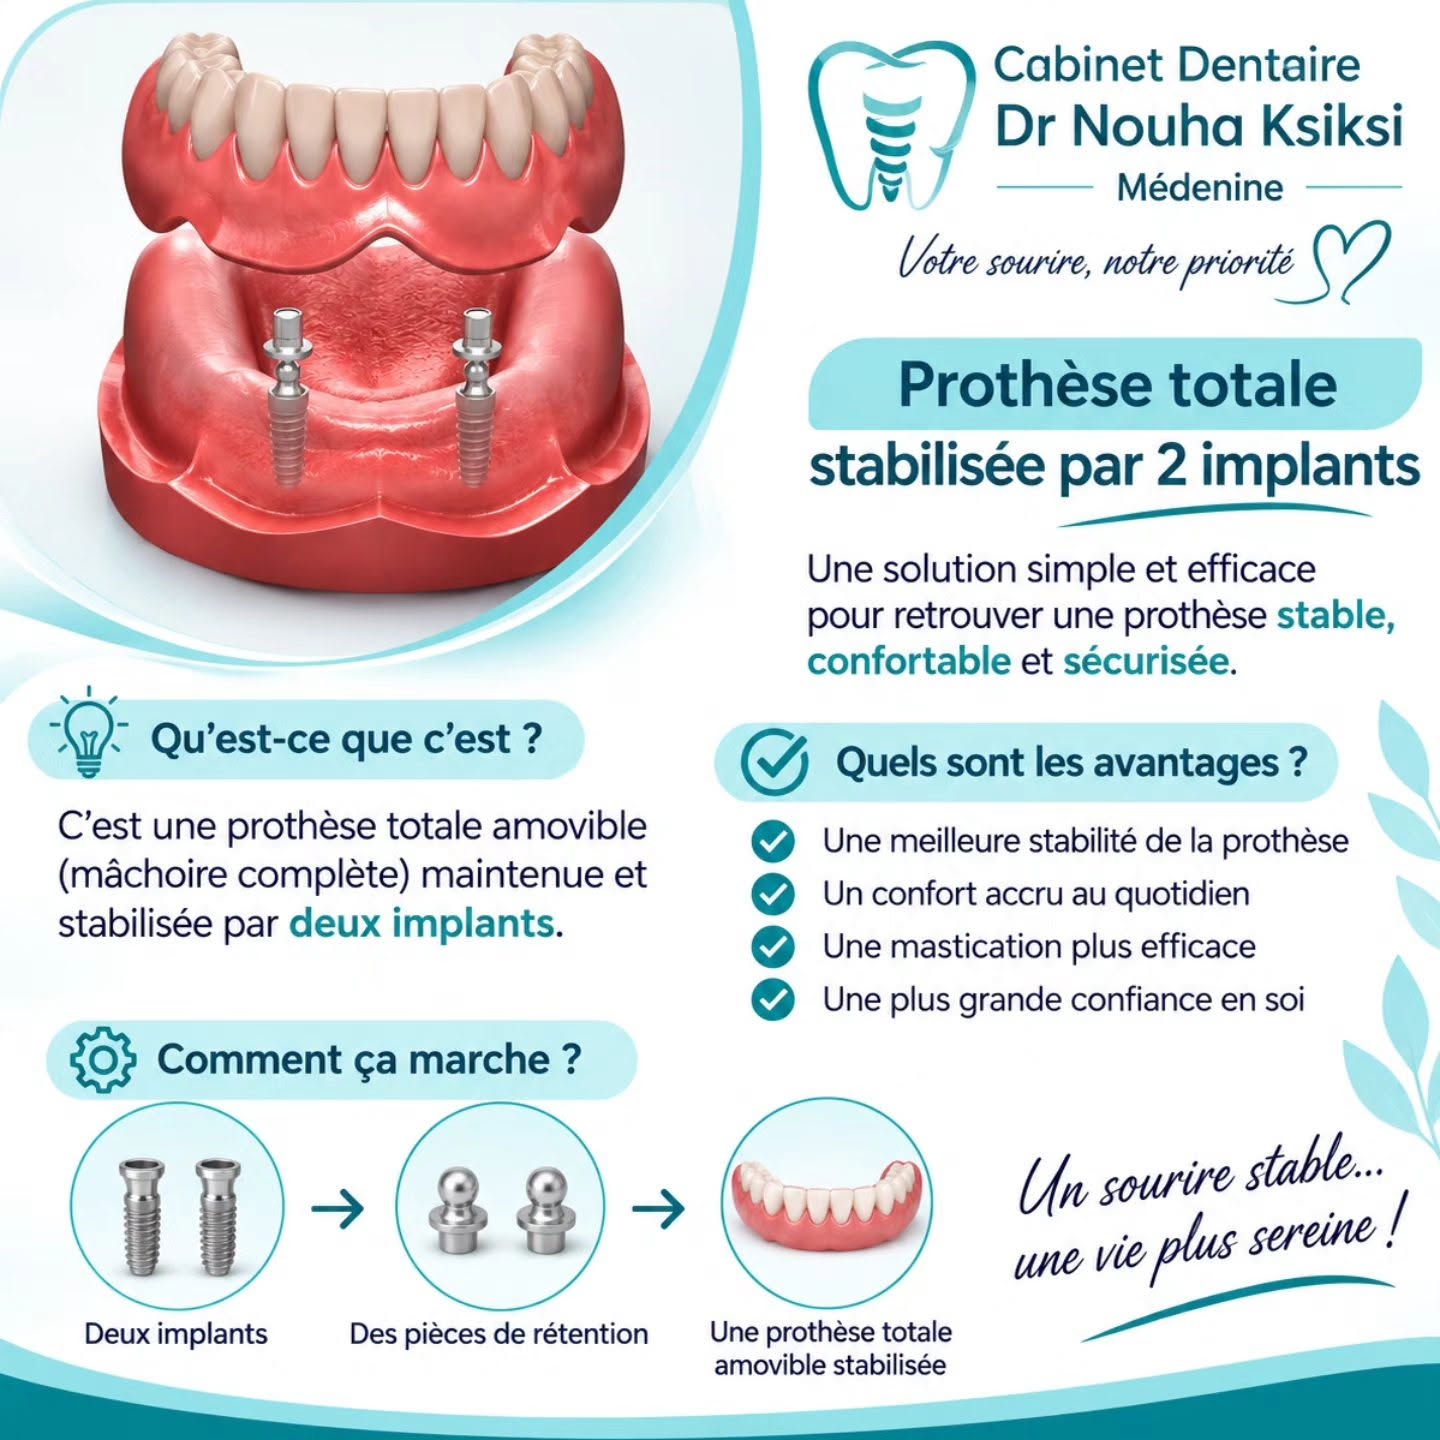 Cabinet Dentaire
Dr Nouha Ksiksi
Médenine
Votre sourire, notre priorité
Prothèse totale
stabilisée par 2 implants
Une solution simple et efficace
pour retrouver une prothèse stable,
confortable et sécurisée.
Qu’est-ce que c’est ?
C’est une prothèse totale amovible
(mâchoire complète) maintenue et
stabilisée par deux implants.
Quels sont les avantages ?
Une meilleure stabilité de la prothèse
Un confort accru au quotidien
Une mastication plus efficace
Une plus grande confiance en soi
Comment ça marche ?
Deux implants
Des pièces de rétention
Une prothèse totale
amovible stabilisée
Un sourire stable...
une vie plus sereine !